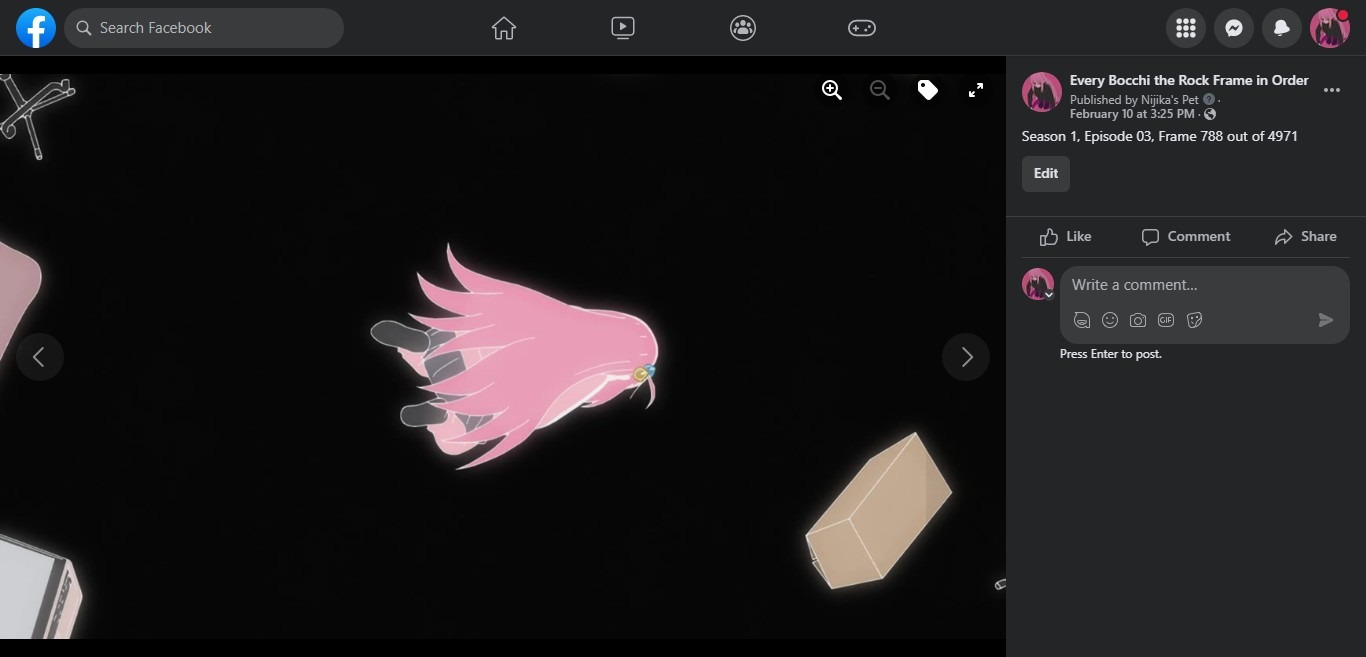 Search Facebook
Every Bocchi the Rock Frame in Order
Published by Nijika's Pet ? ·
February 10 at 3:25 PM ·
Season 1, Episode 03, Frame 788 out of 4971
Edit
Like
Comment
Share
Write a comment...
GIF
Press Enter to post.